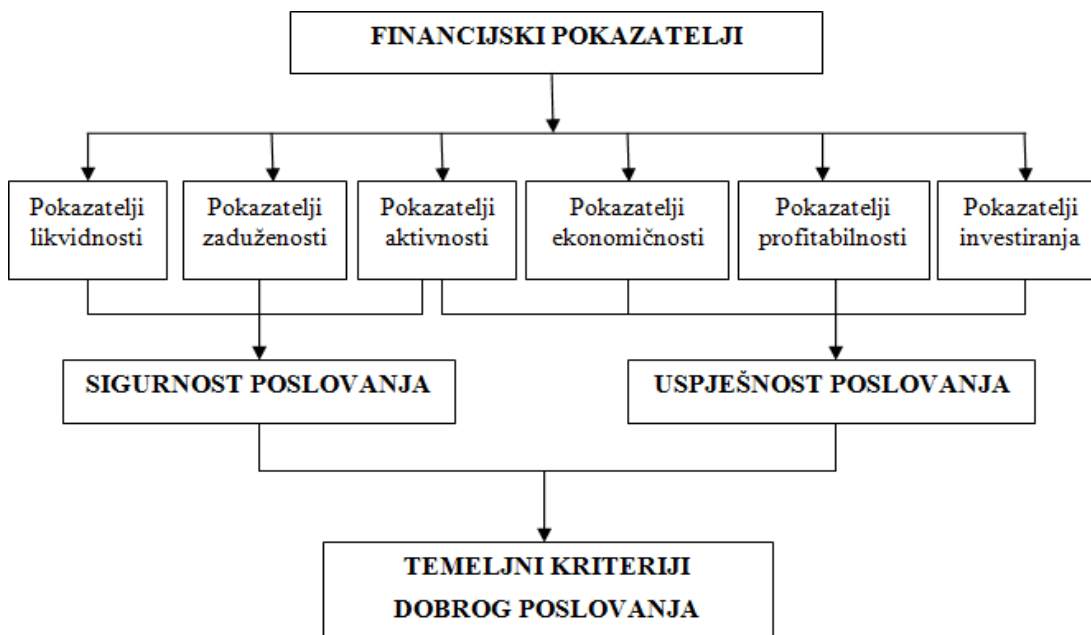 FINANCIJSKI POKAZATELJI
Pokazatelji
likvidnosti
Pokazatelji
zaduženosti
Pokazatelji
aktivnosti
Pokazatelji
ekonomičnosti
Pokazatelji
profitabilnosti
Pokazatelji
investiranja
SIGURNOST POSLOVANJA
USPJEŠNOST POSLOVANJA
TEMELJNI KRITERIJI
DOBROG POSLOVANJA